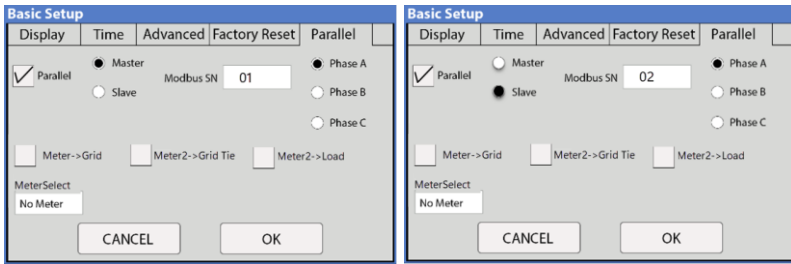 Basic Setup
Display Time Advanced Factory Reset Parallel
Parallel
Master
Slave
Modbus SN 01
Phase A
Phase B
Phase C
Meter->Grid Meter2->Grid Tie Meter2->Load
MeterSelect
No Meter
CANCEL OK
Basic Setup
Display Time Advanced Factory Reset Parallel
Parallel
Master
Slave
Modbus SN 02
Phase A
Phase B
Phase C
Meter->Grid Meter2->Grid Tie Meter2->Load
MeterSelect
No Meter
CANCEL OK